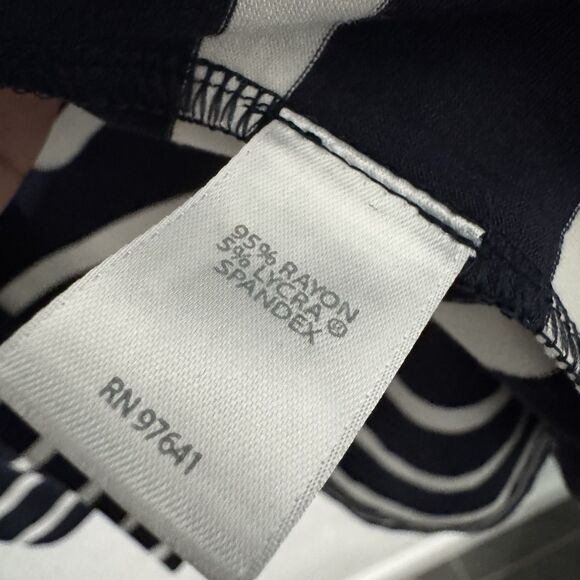 95% RAYON
5% LYCRA®
SPANDEX
RN 97641